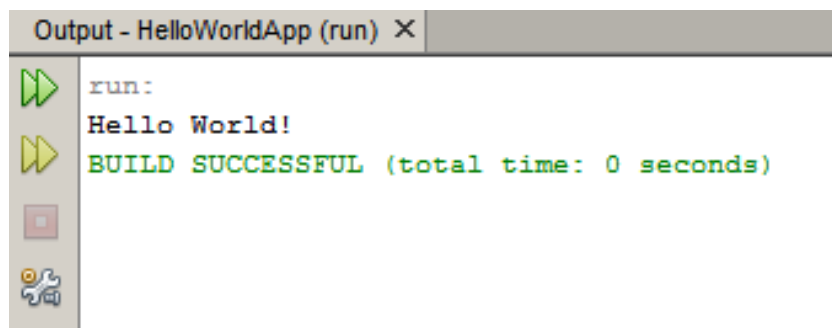 Output - HelloWorldApp (run)
run:
Hello World!
BUILD SUCCESSFUL (total time: 0 seconds)